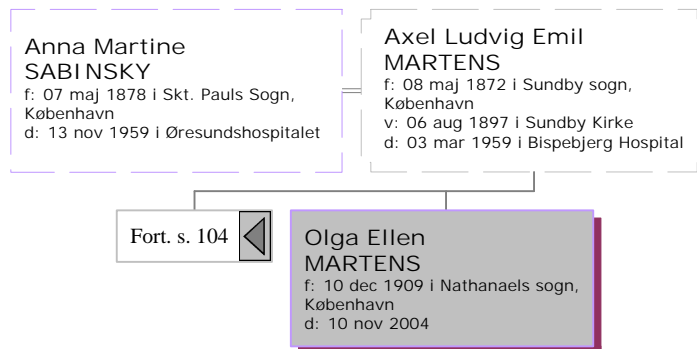 Anna Martine
SABINSKY
f: 07 maj 1878 i Skt. Pauls Sogn,
København
d: 13 nov 1959 i Øresundshospitalet
Axel Ludvig Emil
MARTENS
f: 08 maj 1872 i Sundby sogn,
København
v: 06 aug 1897 i Sundby Kirke
d: 03 mar 1959 i Bispebjerg Hospital
Fort. s. 104
Olga Ellen
MARTENS
f: 10 dec 1909 i Nathanaels sogn,
København
d: 10 nov 2004